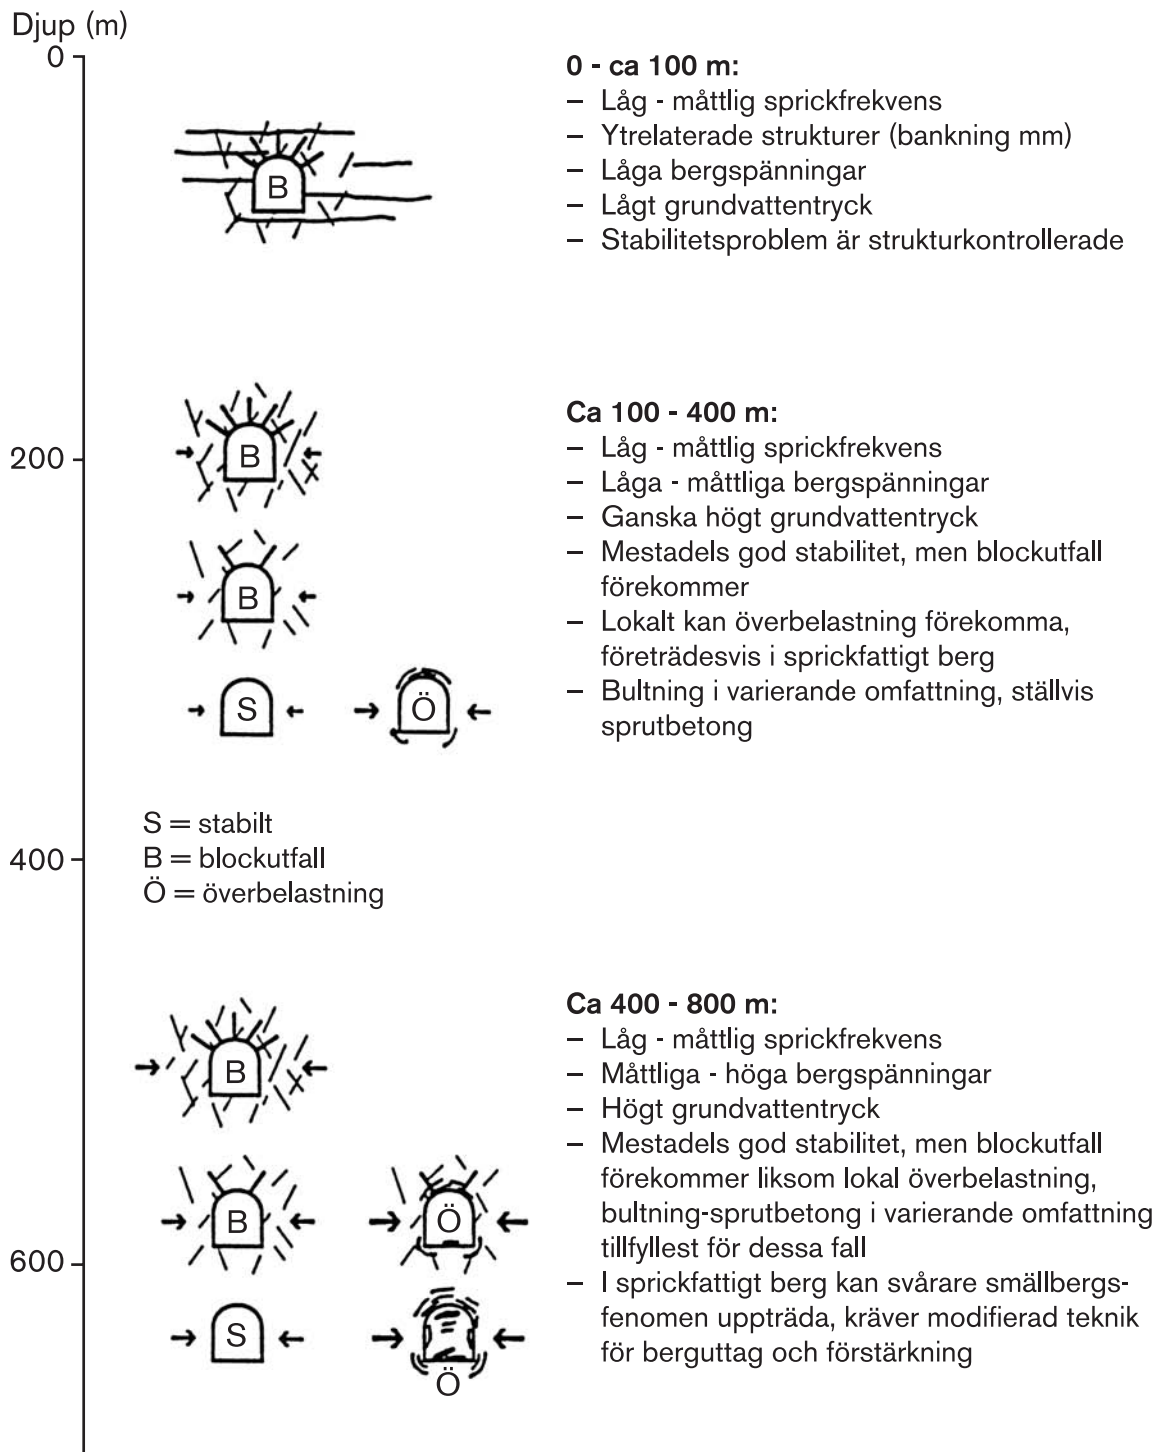 Djup (m)
0
0 - ca 100 m:
– Låg - måttlig sprickfrekvens
– Ytrelaterade strukturer (bankning mm)
– Låga bergspänningar
– Lågt grundvattentryck
– Stabilitetsproblem är strukturkontrollerade
B
200
B
B
S
Ö
Ca 100 - 400 m:
– Låg - måttlig sprickfrekvens
– Låga - måttliga bergspänningar
– Ganska högt grundvattentryck
– Mestadels god stabilitet, men blockutfall
förekommer
– Lokalt kan överbelastning förekomma,
företrädesvis i sprickfattigt berg
– Bultning i varierande omfattning, ställvis
sprutbetong
S = stabilt
B = blockutfall
Ö = överbelastning
400
B
B
Ö
600
S
Ö
Ca 400 - 800 m:
– Låg - måttlig sprickfrekvens
– Måttliga - höga bergspänningar
– Högt grundvattentryck
– Mestadels god stabilitet, men blockutfall
förekommer liksom lokal överbelastning,
bultning-sprutbetong i varierande omfattning
tillfyllest för dessa fall
– I sprickfattigt berg kan svårare smällbergs-
fenomen uppträda, kräver modifierad teknik
för berguttag och förstärkning